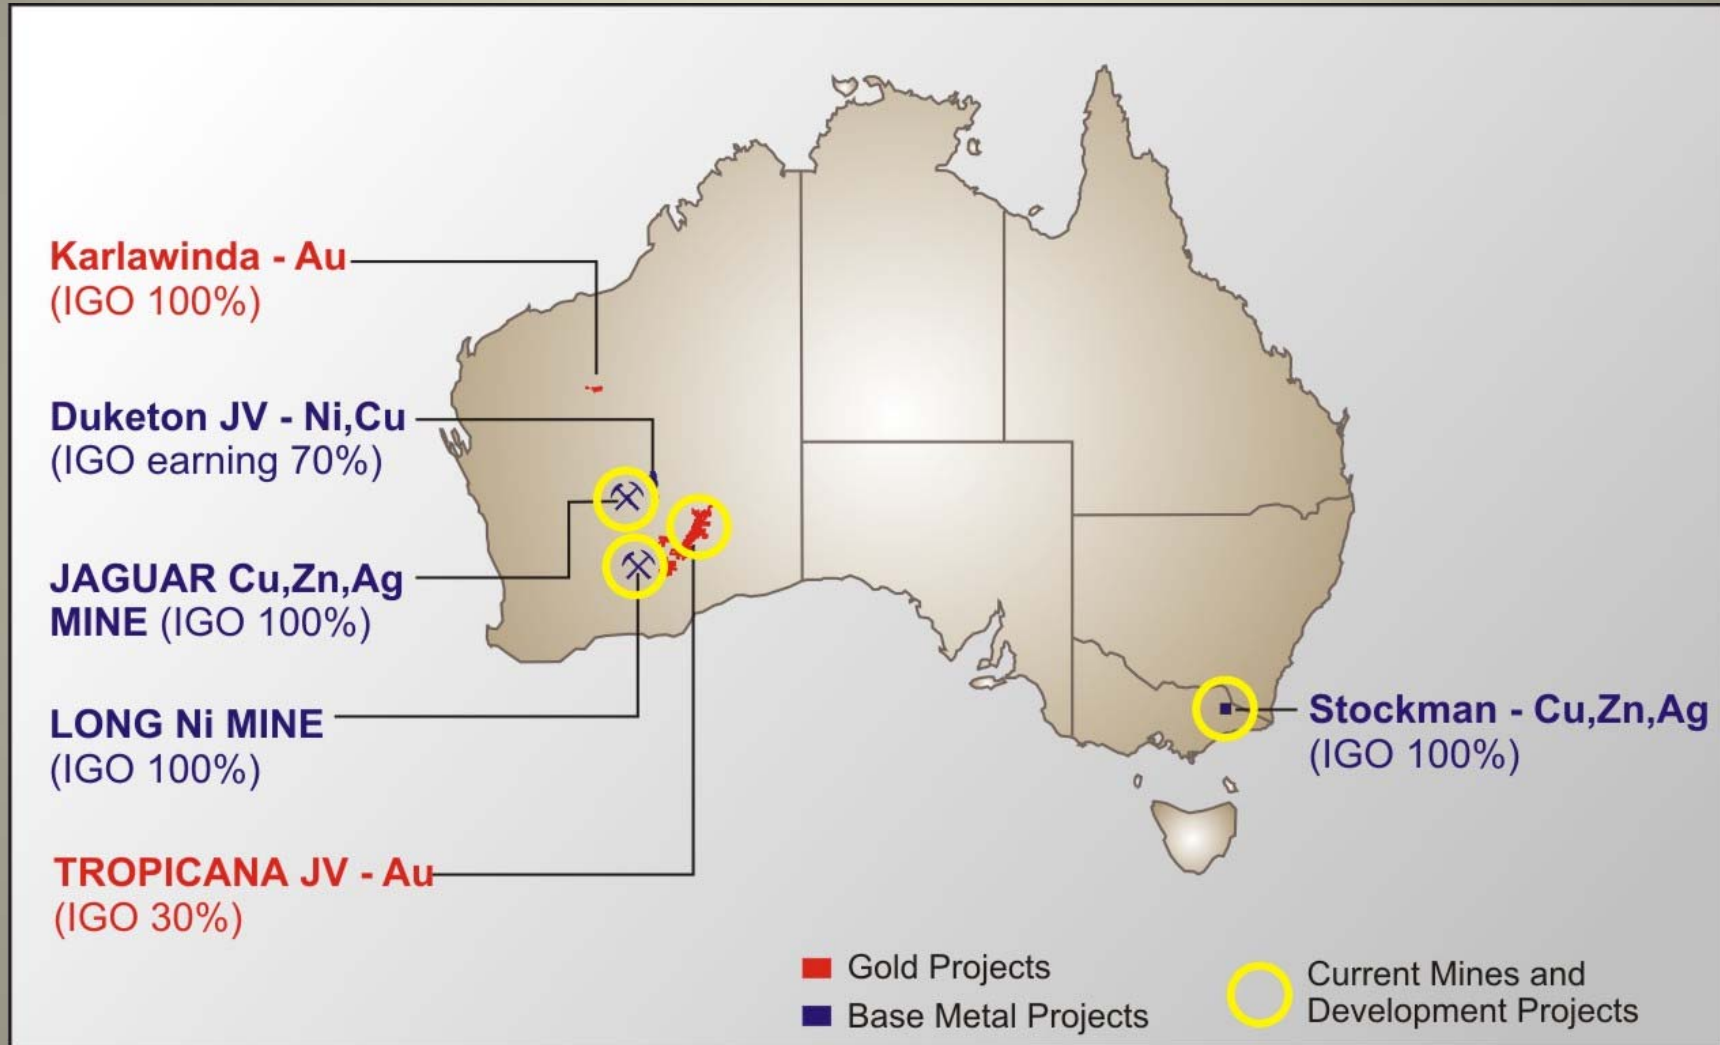 Karlawinda - Au
(IGO 100%)
Duketon JV - Ni,Cu
(IGO earning 70%)
JAGUAR Cu,Zn,Ag
MINE (IGO 100%)
LONG Ni MINE
(IGO 100%)
TROPICANA JV - Au
(IGO 30%)
Stockman - Cu,Zn,Ag
(IGO 100%)
Gold Projects
Base Metal Projects
Current Mines and
Development Projects